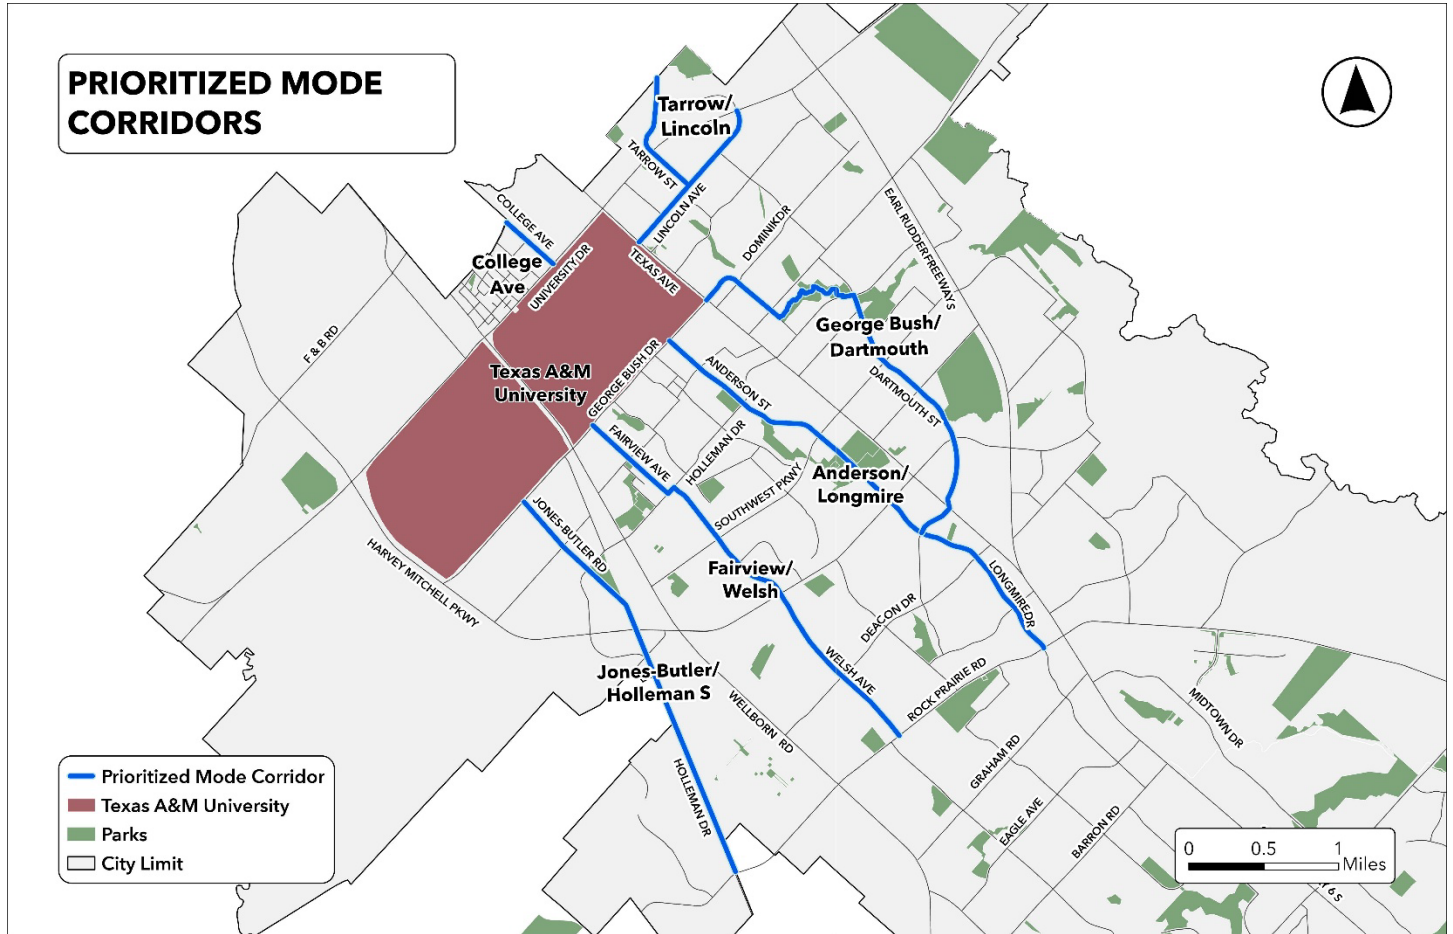 PRIORITIZED MODE
CORRIDORS
Tarrow/
Lincoln
TARROW ST
LINCOLN AVE
COLLEGE AVE
College
Ave
UNIVERSITY DR
TEXAS AVE
DOMINIK DR
EARL RUDDER FREEWAY S
F & B RD
George Bush/
Dartmouth
Texas A&M
University
GEORGE BUSH DR
ANDERSON ST
DARTMOUTH ST
FAIRVIEW AVE
HOLLEMAN DR
SOUTHWEST PKWY
Anderson/
Longmire
JONES-BUTLER RD
HARVEY MITCHELL PKWY
Fairview/
Welsh
LONGMIRE DR
DEACON DR
WELSH AVE
ROCK PRAIRIE RD
Jones-Butler/
Holleman S
WELLBORN RD
MIDTOWN DR
HOLLEMAN DR
GRAHAM RD
EAGLE AVE
BARRON RD
Y 6 S
Prioritized Mode Corridor
Texas A&M University
Parks
City Limit
0 0.5 1
Miles